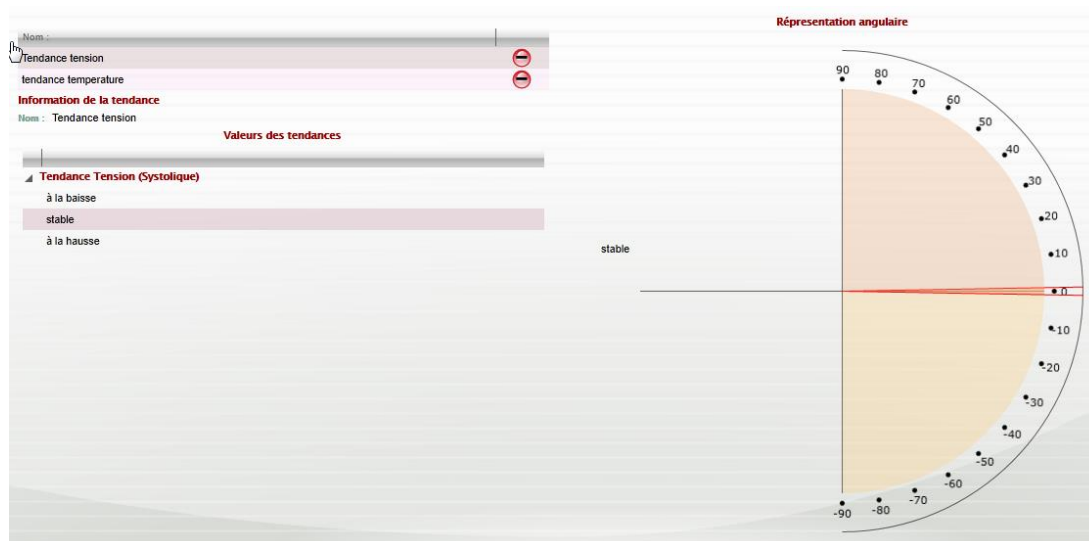 Nom :
Tendance tension
tendance temperature
Information de la tendance
Nom : Tendance tension
Valeurs des tendances
Tendance Tension (Systolique)
à la baisse
stable
à la hausse
Réprésentation angulaire
stable
90
80
70
60
50
40
30
20
10
0
-10
-20
-30
-40
-50
-60
-70
-80
-90